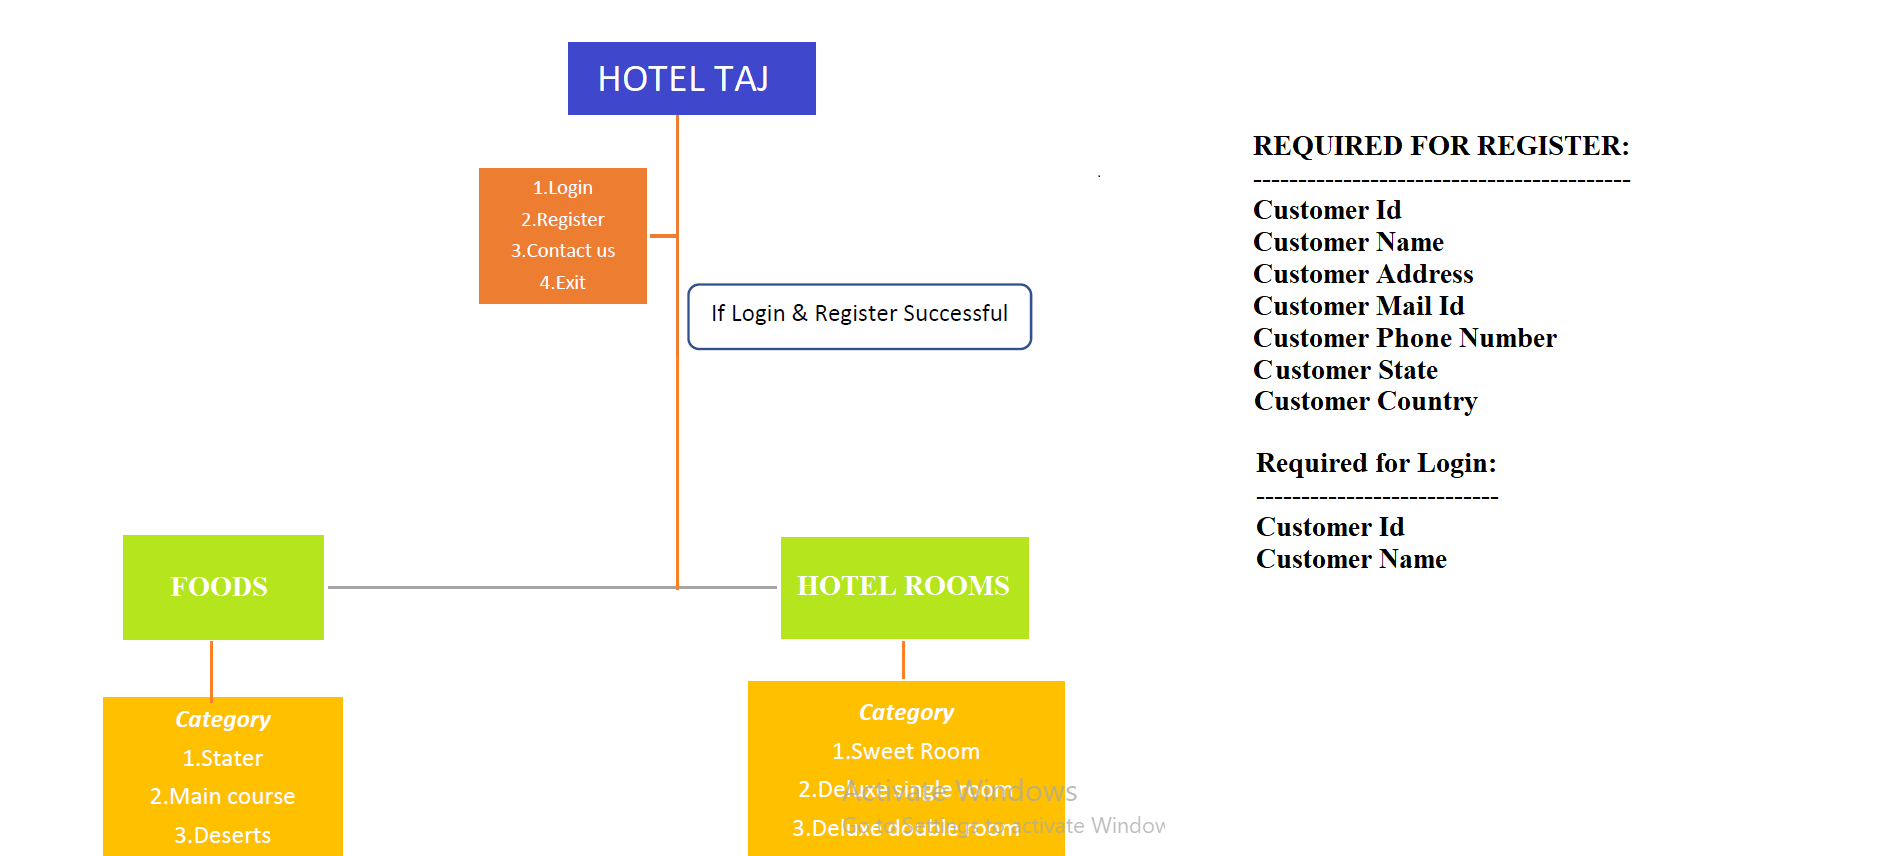 HOTEL TAJ
1.Login
2.Register
3.Contact us
4.Exit
If Login & Register Successful
FOODS
HOTEL ROOMS
Category
1.Stater
2.Main course
3.Deserts
Category
1.Sweet Room
2.Deluxe single room
3.Deluxe double room
Activate Windows
Go to Settings to activate Window
REQUIRED FOR REGISTER:
------------------------------------------
Customer Id
Customer Name
Customer Address
Customer Mail Id
Customer Phone Number
Customer State
Customer Country
Required for Login:
---------------------------
Customer Id
Customer Name